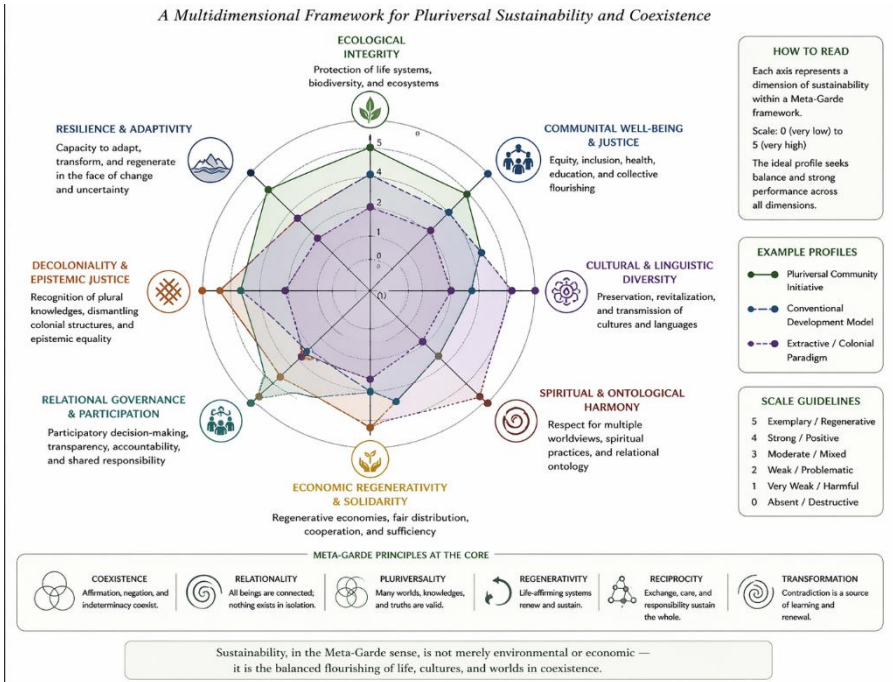 A Multidimensional Framework for Pluriversal Sustainability and Coexistence
ECOLOGICAL
INTEGRITY
Protection of life systems,
biodiversity, and ecosystems
RESILIENCE & ADAPTIVITY
Capacity to adapt,
transform, and regenerate
in the face of change
and uncertainty
COMMUNITAL WELL-BEING
& JUSTICE
Equity, inclusion, health,
education, and collective
flourishing
DECOLONIALITY &
EPISTEMIC JUSTICE
Recognition of plural
knowledges, dismantling
colonial structures, and
epistemic equality
CULTURAL & LINGUISTIC
DIVERSITY
Preservation, revitalization,
and transmission of
cultures and languages
RELATIONAL GOVERNANCE
& PARTICIPATION
Participatory decision-making,
transparency, accountability,
and shared responsibility
SPIRITUAL & ONTOLOGICAL
HARMONY
Respect for multiple
worldviews, spiritual
practices, and relational
ontology
ECONOMIC REGENERATIVITY
& SOLIDARITY
Regenerative economies, fair distribution,
cooperation, and sufficiency
5
4
2
1
0
HOW TO READ
Each axis represents a
dimension of sustainability
within a Meta-Garde
framework.
Scale: 0 (very low) to
5 (very high)
The ideal profile seeks
balance and strong
performance across
all dimensions.
EXAMPLE PROFILES
Pluriversal Community
Initiative
Conventional
Development Model
Extractive / Colonial
Paradigm
SCALE GUIDELINES
5 Exemplary / Regenerative
4 Strong / Positive
3 Moderate / Mixed
2 Weak / Problematic
1 Very Weak / Harmful
0 Absent / Destructive
META-GARDE PRINCIPLES AT THE CORE
COEXISTENCE
Affirmation, negation, and
indeterminacy coexist.
RELATIONALITY
All beings are connected;
nothing exists in isolation.
PLURIVERSALITY
Many worlds, knowledges,
and truths are valid.
REGENERATIVITY
Life-affirming systems
renew and sustain.
RECIPROCITY
Exchange, care, and
responsibility sustain
the whole.
TRANSFORMATION
Contradiction is a source
of learning and
renewal.
Sustainability, in the Meta-Garde sense, is not merely environmental or economic —
it is the balanced flourishing of life, cultures, and worlds in coexistence.